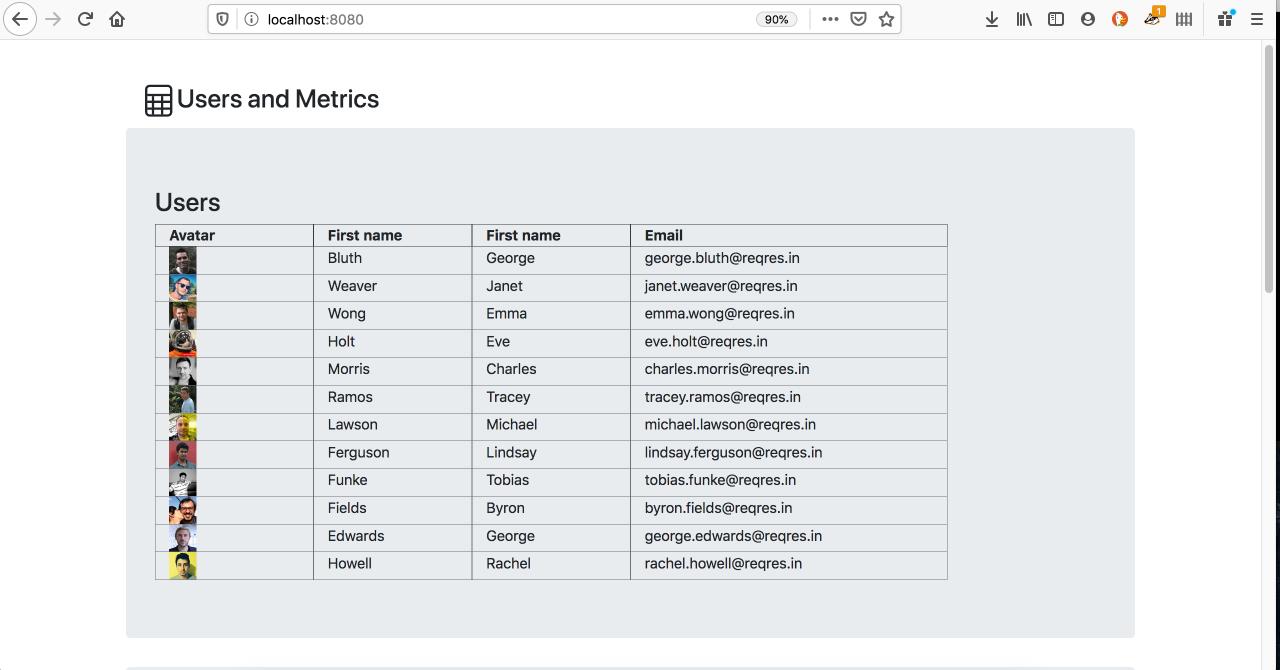 localhost:8080 90%
1
Users and Metrics
Users
Avatar First name First name Email
Bluth George george.bluth@reqres.in
Weaver Janet janet.weaver@reqres.in
Wong Emma emma.wong@reqres.in
Holt Eve eve.holt@reqres.in
Morris Charles charles.morris@reqres.in
Ramos Tracey tracey.ramos@reqres.in
Lawson Michael michael.lawson@reqres.in
Ferguson Lindsay lindsay.ferguson@reqres.in
Funke Tobias tobias.funke@reqres.in
Fields Byron byron.fields@reqres.in
Edwards George george.edwards@reqres.in
Howell Rachel rachel.howell@reqres.in